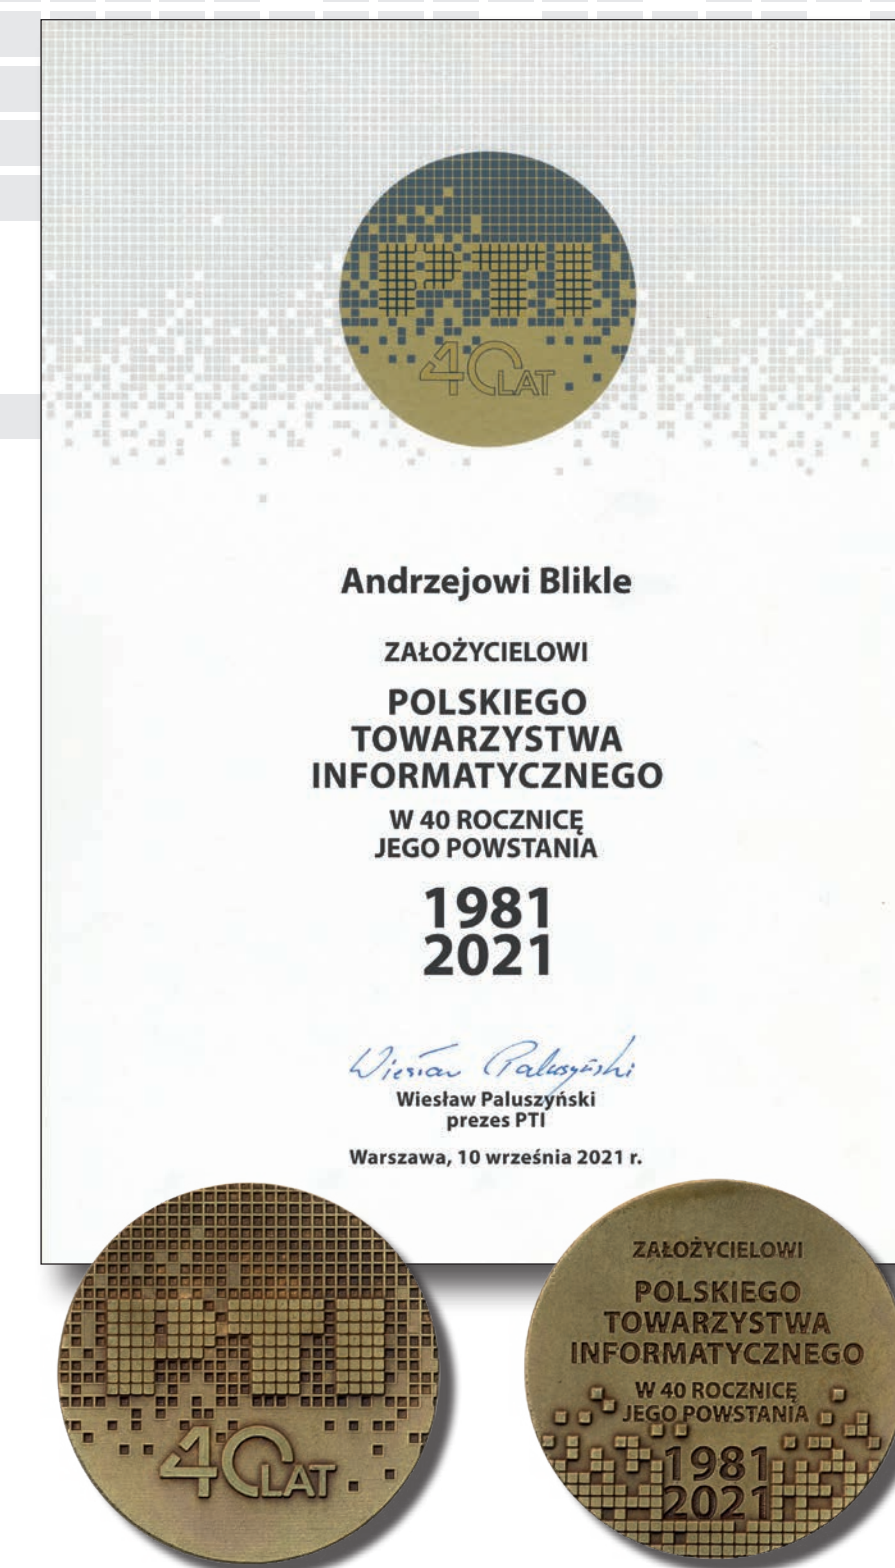 PTI
40 LAT
Andrzejowi Blikle
ZAŁOŻYCIELOWI
POLSKIEGO
TOWARZYSTWA
INFORMATYCZNEGO
W 40 ROCZNICĘ
JEGO POWSTANIA
1981
2021
Wiesław Paluszyński
Wiesław Paluszyński
prezes PTI
Warszawa, 10 września 2021 r.
PTI
40 LAT
ZAŁOŻYCIELOWI
POLSKIEGO
TOWARZYSTWA
INFORMATYCZNEGO
W 40 ROCZNICĘ
JEGO POWSTANIA
1981
2021